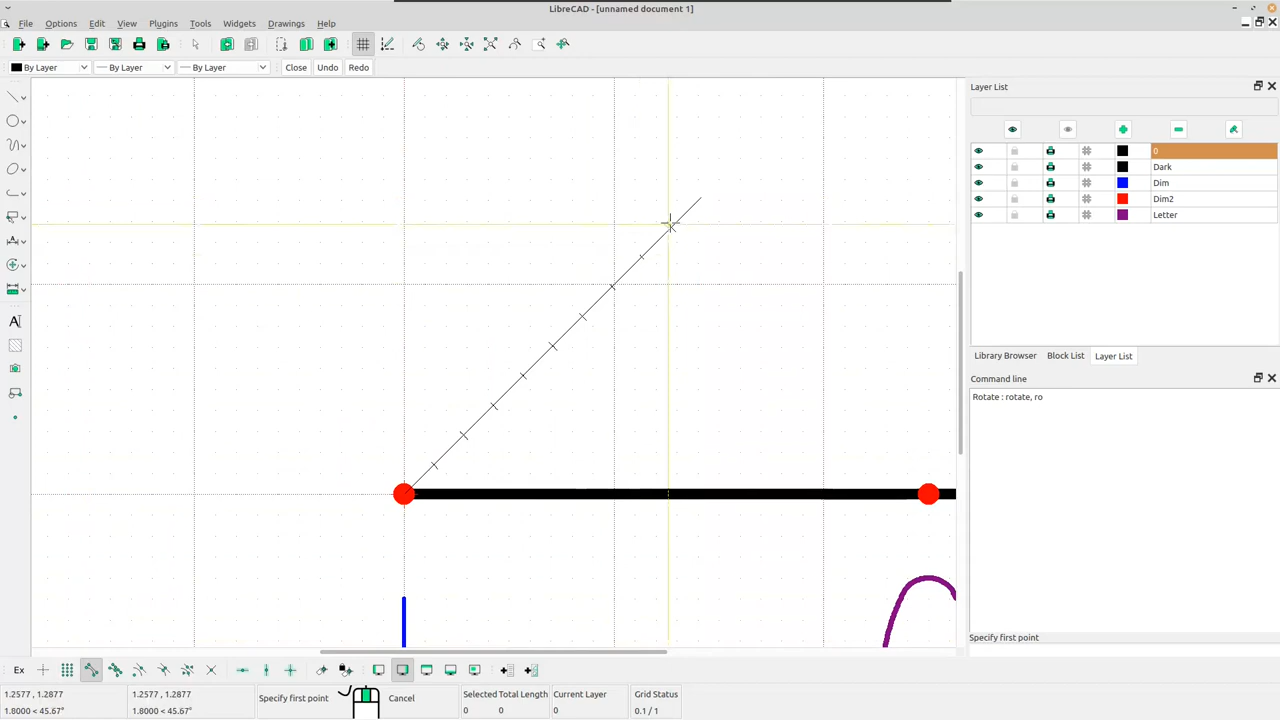 LibreCAD - [unnamed document 1]
File Options Edit View Plugins Tools Widgets Drawings Help
By Layer By Layer By Layer Close Undo Redo
Layer List
0
Dark
Dim
Dim2
Letter
Library Browser Block List Layer List
Command line
Rotate : rotate, ro
Specify first point
Ex
1.2577 , 1.2877 1.2577 , 1.2877 Specify first point Cancel Selected Total Length Current Layer Grid Status
1.8000 < 45.67° 1.8000 < 45.67° 0 0 0 0.1 / 1